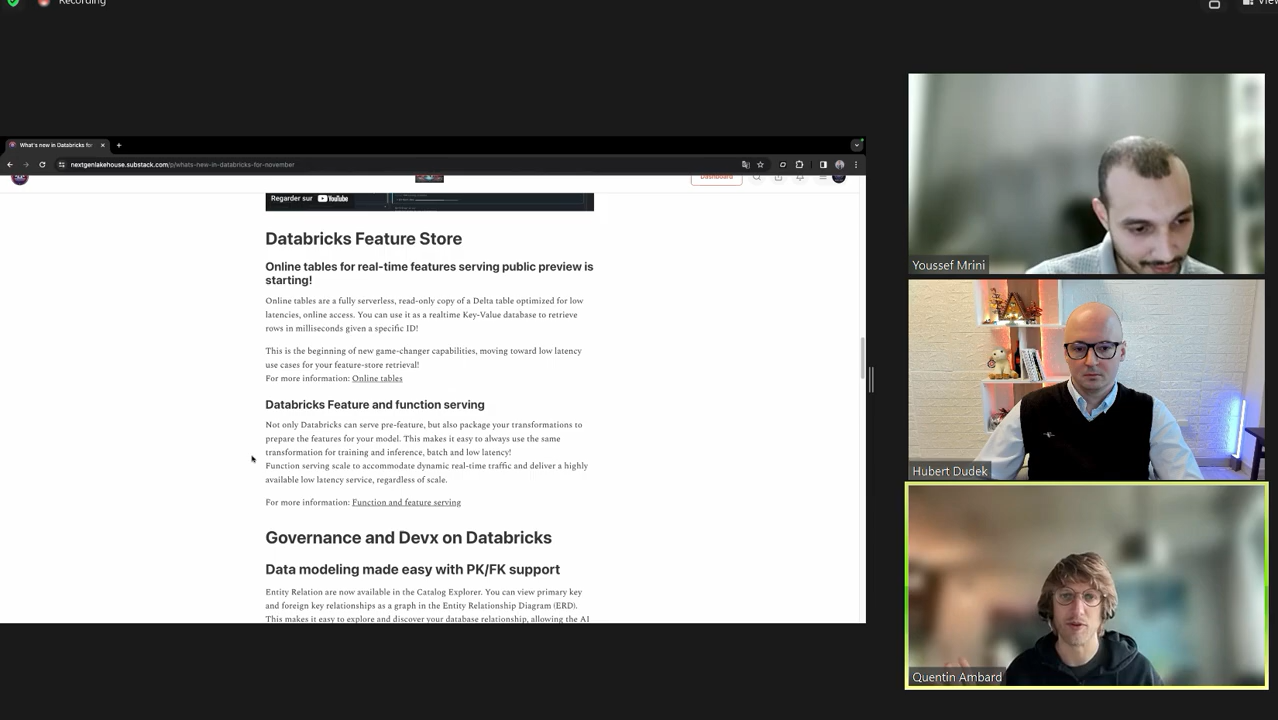 Recording
View
What's new in Databricks for
nextgenlakehouse.substack.com/p/whats-new-in-databricks-for-november
Dashboard
Regarder sur YouTube
Databricks Feature Store
Online tables for real-time features serving public preview is
starting!
Online tables are a fully serverless, read-only copy of a Delta table optimized for low
latencies, online access. You can use it as a realtime Key-Value database to retrieve
rows in milliseconds given a specific ID!
This is the beginning of new game-changer capabilities, moving toward low latency
use cases for your feature-store retrieval!
For more information: Online tables
Databricks Feature and function serving
Not only Databricks can serve pre-feature, but also package your transformations to
prepare the features for your model. This makes it easy to always use the same
transformation for training and inference, batch and low latency!
Function serving scale to accommodate dynamic real-time traffic and deliver a highly
available low latency service, regardless of scale.
For more information: Function and feature serving
Governance and Devx on Databricks
Data modeling made easy with PK/FK support
Entity Relation are now available in the Catalog Explorer. You can view primary key
and foreign key relationships as a graph in the Entity Relationship Diagram (ERD).
This makes it easy to explore and discover your database relationship, allowing the AI
Youssef Mrini
Hubert Dudek
Quentin Ambard